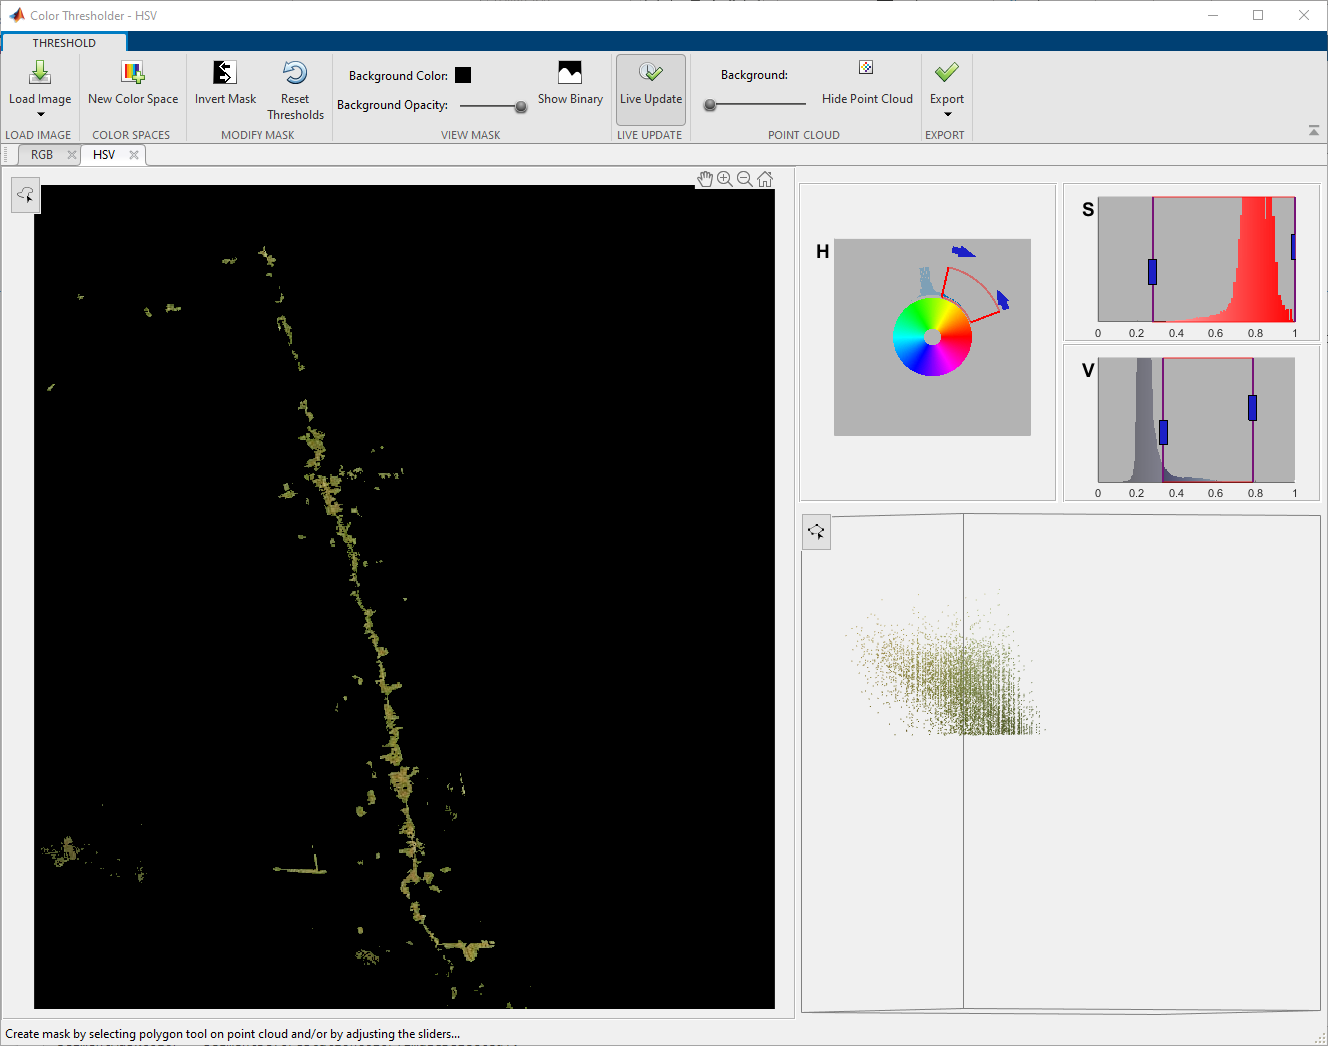 Color Thresholder - HSV
THRESHOLD
Load Image
New Color Space
Invert Mask
Reset
Thresholds
Background Color:
Background Opacity:
Show Binary
Live Update
Background:
Hide Point Cloud
Export
LOAD IMAGE
COLOR SPACES
MODIFY MASK
VIEW MASK
LIVE UPDATE
POINT CLOUD
EXPORT
RGB
HSV
H
S
0 0.2 0.4 0.6 0.8 1
V
0 0.2 0.4 0.6 0.8 1
Create mask by selecting polygon tool on point cloud and/or by adjusting the sliders...